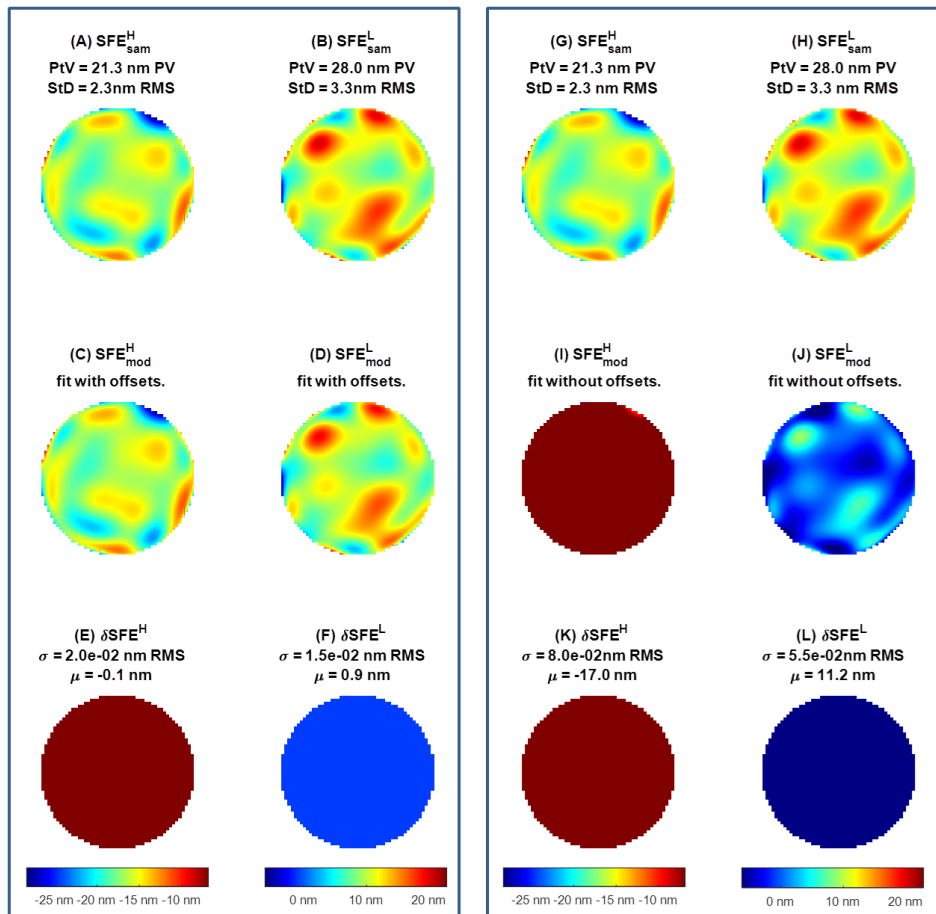 (A) SFE^H_sam
PtV = 21.3 nm PV
StD = 2.3nm RMS
(B) SFE^L_sam
PtV = 28.0 nm PV
StD = 3.3nm RMS
(C) SFE^H_mod
fit with offsets.
(D) SFE^L_mod
fit with offsets.
(E) δSFE^H
σ = 2.0e-02 nm RMS
μ = -0.1 nm
(F) δSFE^L
σ = 1.5e-02 nm RMS
μ = 0.9 nm
-25 nm -20 nm -15 nm -10 nm
0 nm 10 nm 20 nm
(G) SFE^H_sam
PtV = 21.3 nm PV
StD = 2.3 nm RMS
(H) SFE^L_sam
PtV = 28.0 nm PV
StD = 3.3 nm RMS
(I) SFE^H_mod
fit without offsets.
(J) SFE^L_mod
fit without offsets.
(K) δSFE^H
σ = 8.0e-02nm RMS
μ = -17.0 nm
(L) δSFE^L
σ = 5.5e-02nm RMS
μ = 11.2 nm
-25 nm -20 nm -15 nm -10 nm
0 nm 10 nm 20 nm